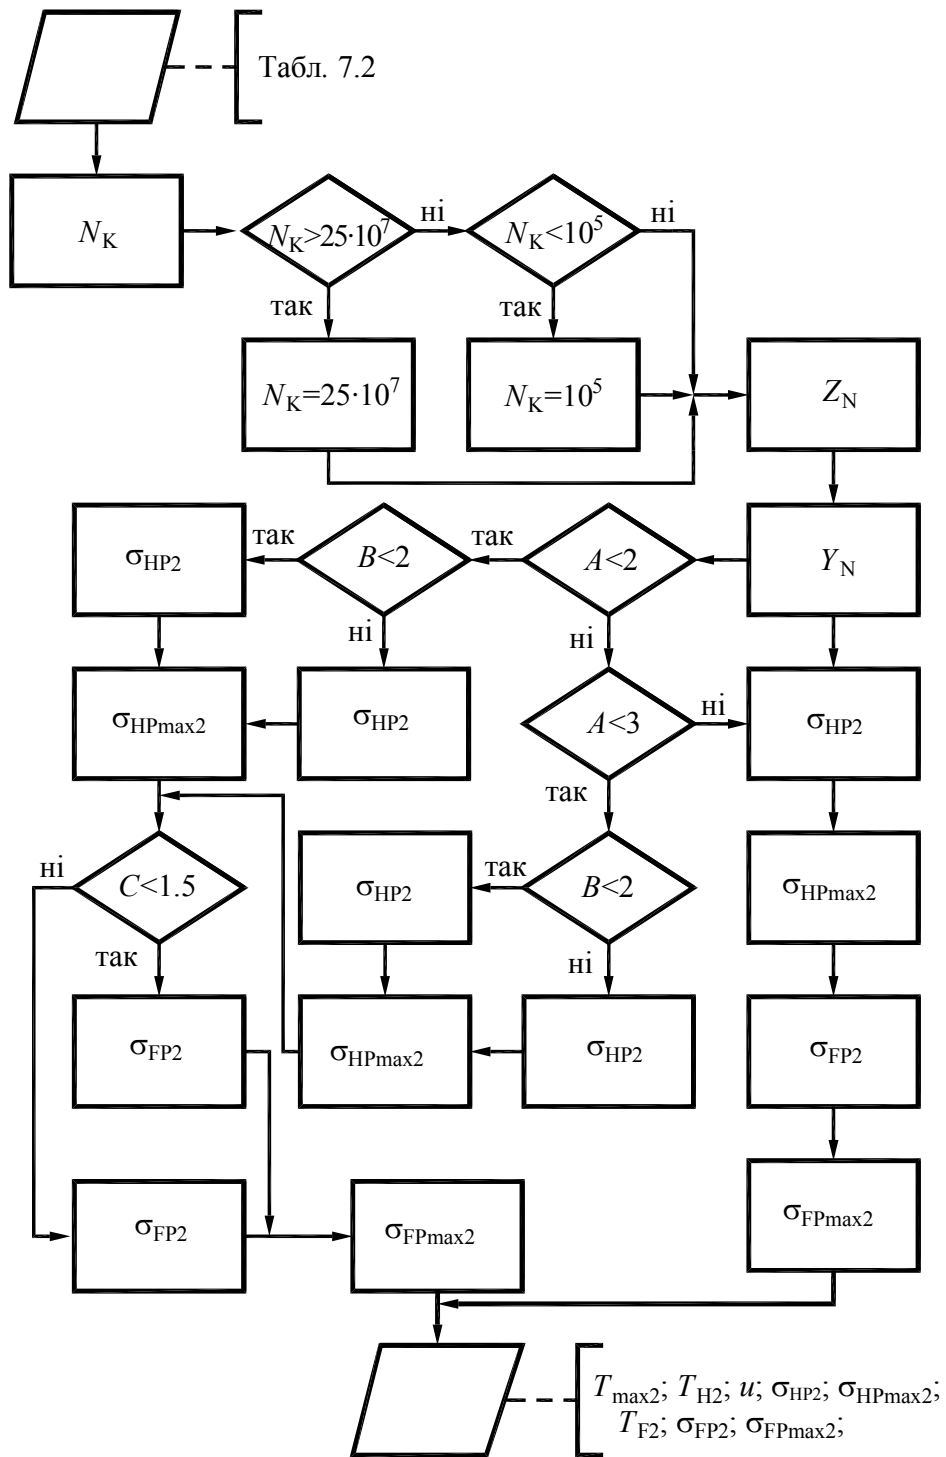 Табл. 7.2
N_K
N_K>25·10^7
ні
N_K<10^5
ні
так
так
N_K=25·10^7
N_K=10^5
Z_N
σ_HP2
так
B<2
так
A<2
Y_N
ні
ні
σ_HPmax2
σ_HP2
A<3
ні
σ_HP2
так
ні
C<1.5
σ_HP2
так
B<2
σ_HPmax2
так
ні
σ_FP2
σ_HPmax2
σ_HP2
σ_FP2
σ_FP2
σ_FPmax2
σ_FPmax2
T_max2; T_H2; u; σ_HP2; σ_HPmax2;
T_F2; σ_FP2; σ_FPmax2;